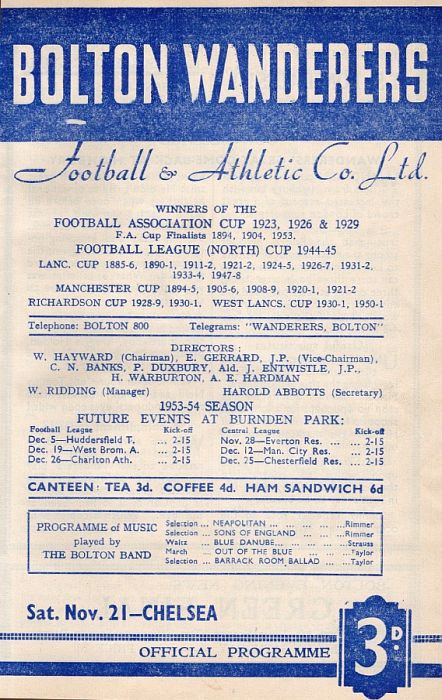 BOLTON WANDERERS
Football & Athletic Co. Ltd.
WINNERS OF THE
FOOTBALL ASSOCIATION CUP 1923, 1926 & 1929
F.A. Cup Finalists 1894, 1904, 1953.
FOOTBALL LEAGUE (NORTH) CUP 1944-45
LANC. CUP 1885-6, 1890-1, 1911-2, 1921-2, 1924-5, 1926-7, 1931-2,
1933-4, 1947-8
MANCHESTER CUP 1894-5, 1905-6, 1908-9, 1920-1, 1921-2
RICHARDSON CUP 1928-9, 1930-1. WEST LANCS. CUP 1930-1, 1950-1
Telephone: BOLTON 800 Telegrams: "WANDERERS, BOLTON"
DIRECTORS:
W. HAYWARD (Chairman), E. GERRARD, J.P. (Vice-Chairman),
C. N. BANKS, P. DUXBURY, Ald. J. ENTWISTLE, J.P.,
H. WARBURTON, A. E. HARDMAN
W. RIDDING (Manager) HAROLD ABBOTTS (Secretary)
1953-54 SEASON
FUTURE EVENTS AT BURNDEN PARK:
Football League Kick-off Central League Kick-off
Dec. 5—Huddersfield T. ... 2-15 Nov. 28—Everton Res. ... 2-15
Dec. 19—West Brom. A. ... 2-15 Dec. 12—Man. City Res. ... 2-15
Dec. 26—Charlton Ath. ... 2-15 Dec. 25—Chesterfield Res. ... 2-15
CANTEEN: TEA 3d. COFFEE 4d. HAM SANDWICH 6d
PROGRAMME of MUSIC
played by
THE BOLTON BAND
Selection ... NEAPOLITAN ... ... ... ... ...Rimmer
Selection ... SONS OF ENGLAND ... ... ...Rimmer
Waltz ... BLUE DANUBE... ... ... ...Strauss
March ... OUT OF THE BLUE ... ... ...Taylor
Selection ... BARRACK ROOM BALLAD ... ...Taylor
Sat. Nov. 21—CHELSEA
OFFICIAL PROGRAMME
3D.